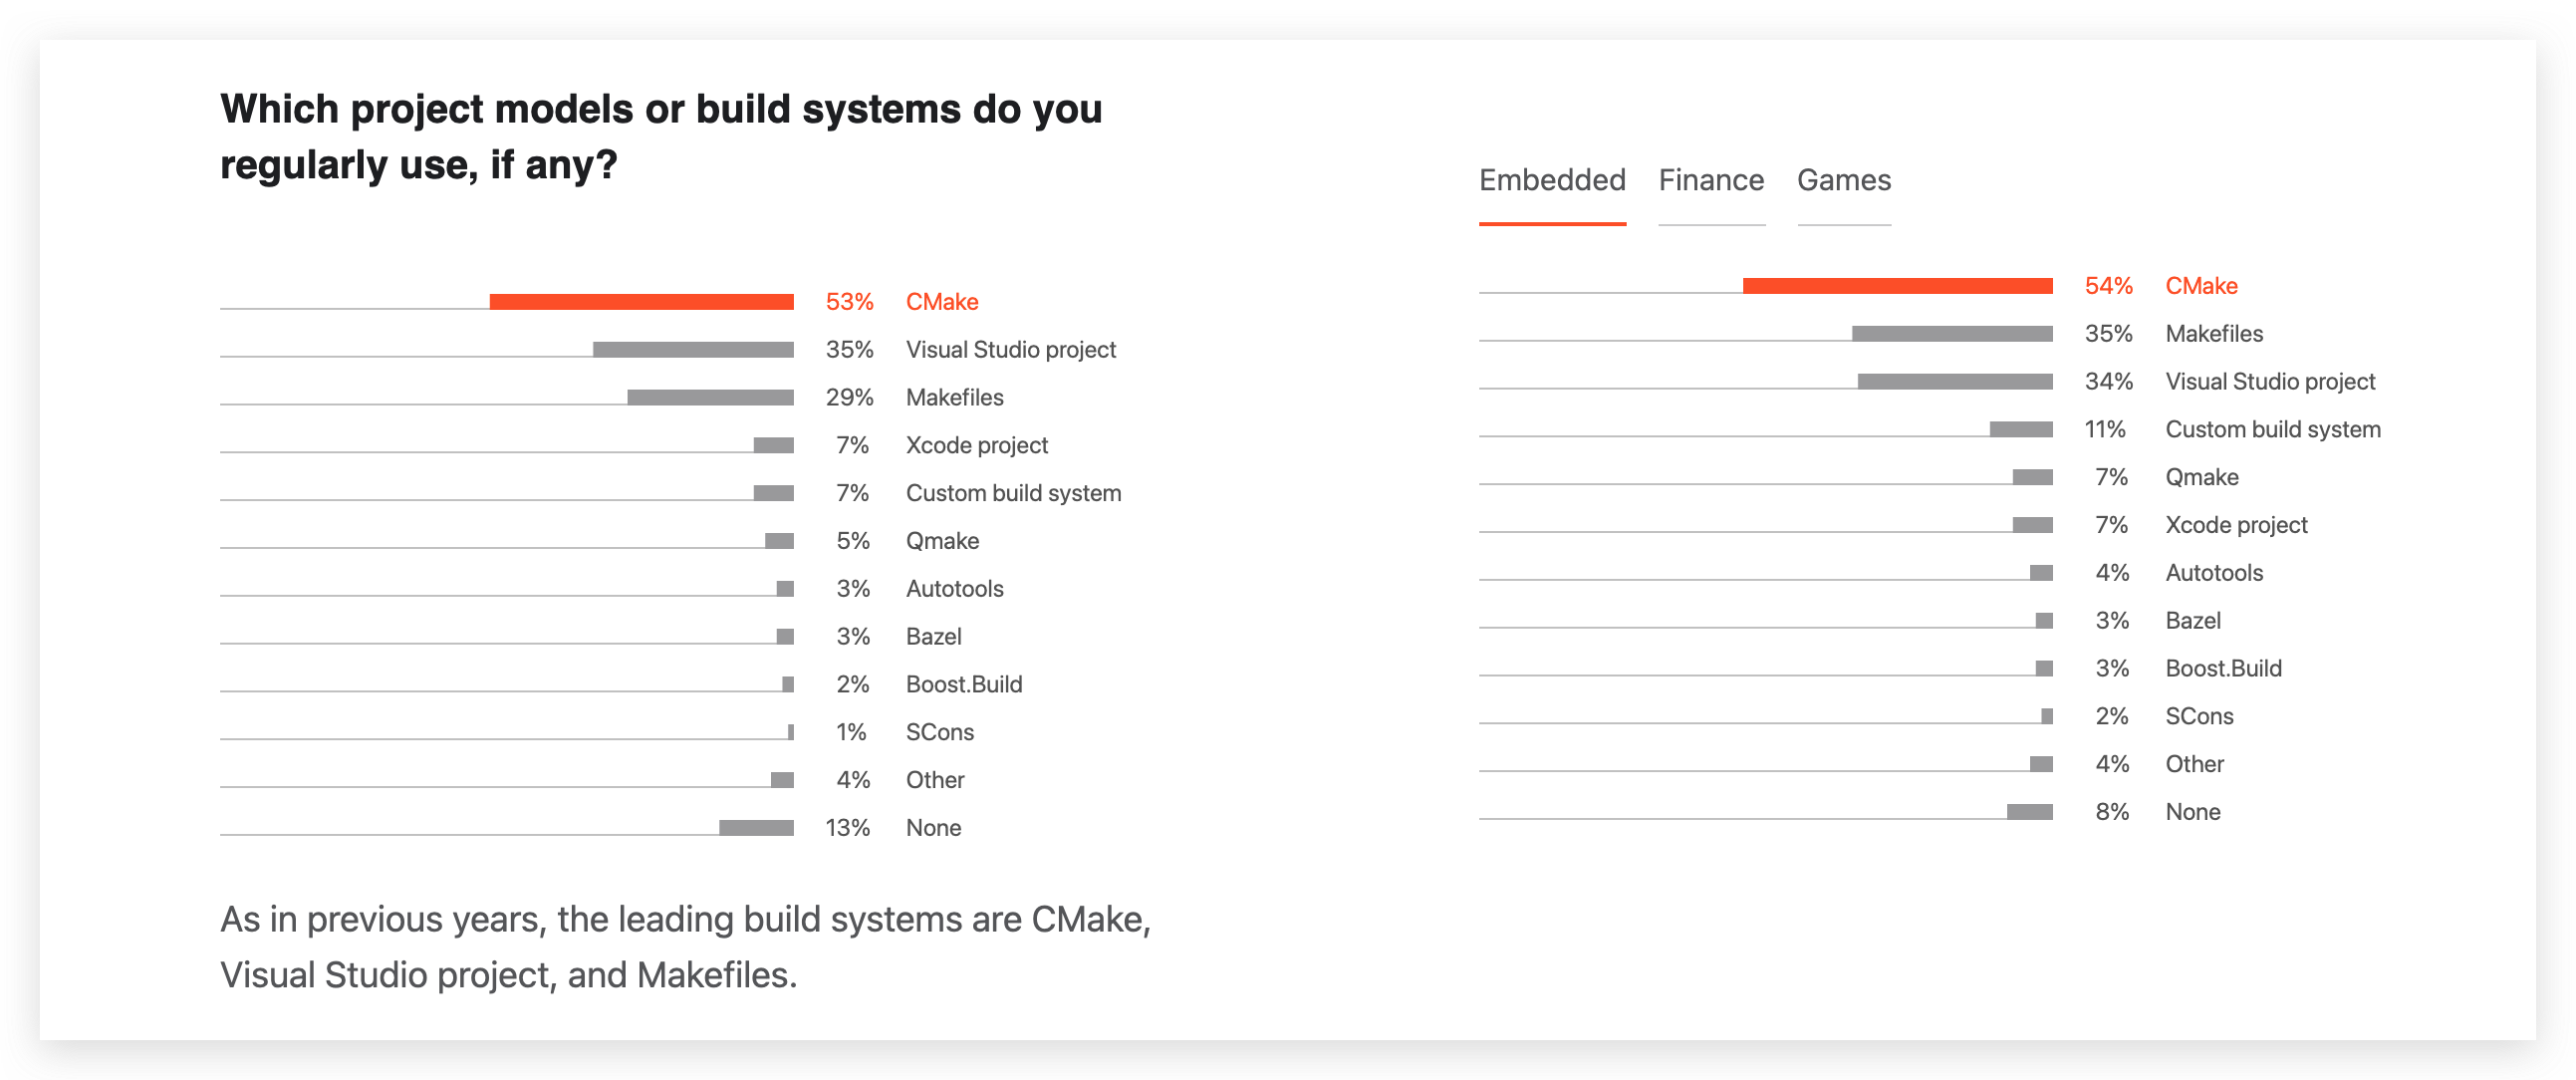 Which project models or build systems do you
regularly use, if any?
53% CMake
35% Visual Studio project
29% Makefiles
7% Xcode project
7% Custom build system
5% Qmake
3% Autotools
3% Bazel
2% Boost.Build
1% SCons
4% Other
13% None
As in previous years, the leading build systems are CMake,
Visual Studio project, and Makefiles.
Embedded Finance Games
54% CMake
35% Makefiles
34% Visual Studio project
11% Custom build system
7% Qmake
7% Xcode project
4% Autotools
3% Bazel
3% Boost.Build
2% SCons
4% Other
8% None